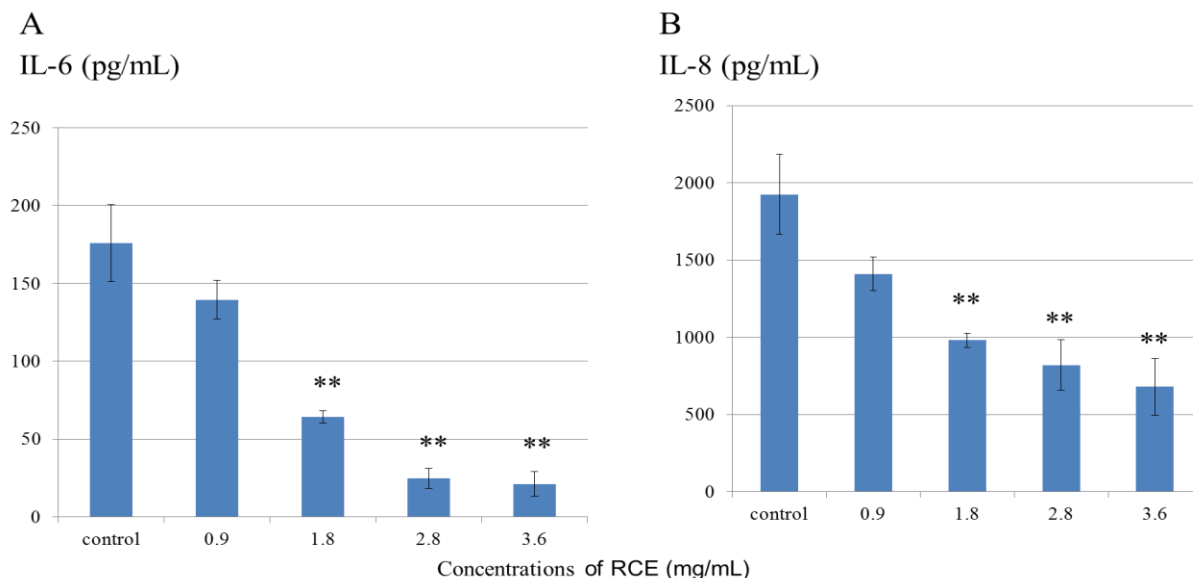 A
IL-6 (pg/mL)
250
200
150
100
50
0
**
**
**
control 0.9 1.8 2.8 3.6
B
IL-8 (pg/mL)
2500
2000
1500
1000
500
0
**
**
**
control 0.9 1.8 2.8 3.6
Concentrations of RCE (mg/mL)